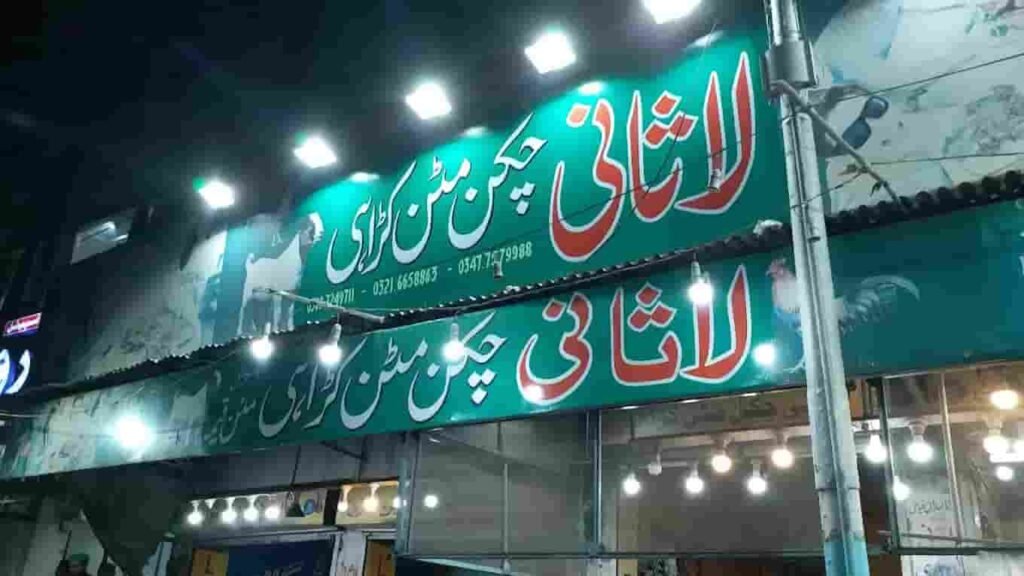 لاثانی چکن مٹن کڑاہی
0321.6658863 - 0347.7579988
لاثانی چکن مٹن کڑاہی